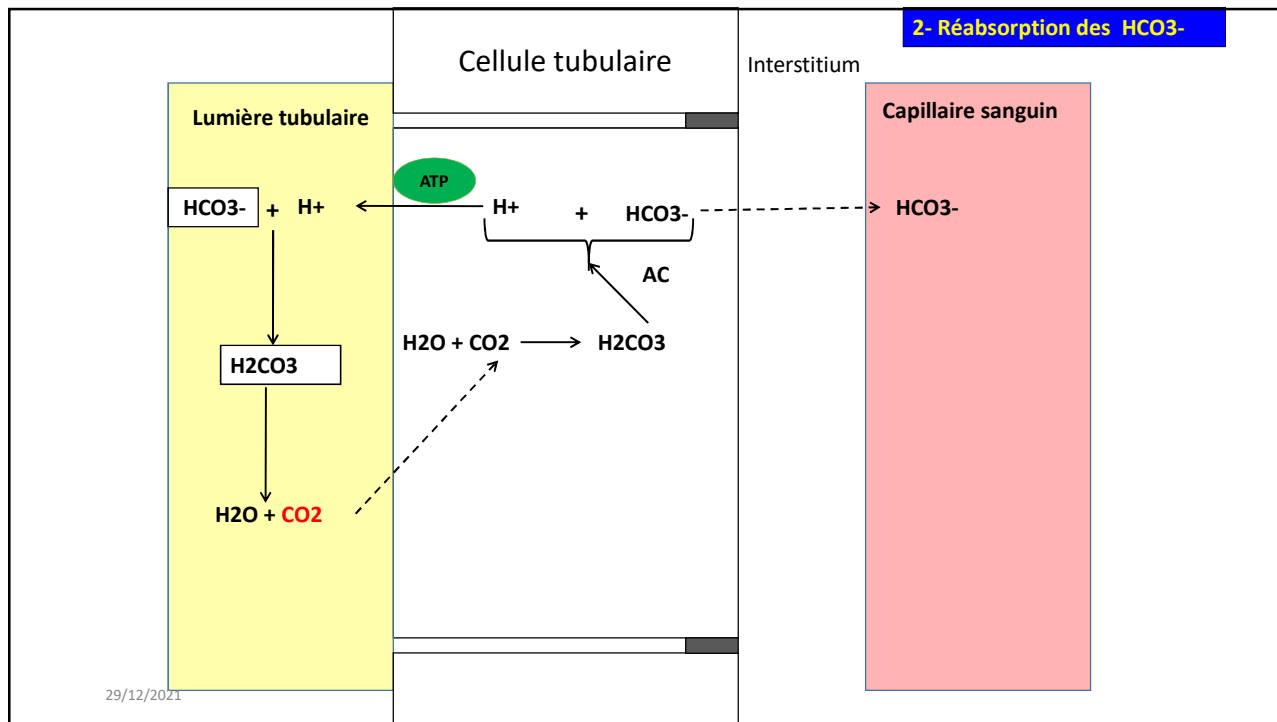 2- Réabsorption des HCO3-
Cellule tubulaire
Interstitium
Lumière tubulaire
Capillaire sanguin
ATP
HCO3- + H+
H+ + HCO3-
HCO3-
AC
H2O + CO2
H2CO3
H2CO3
H2O + CO2
29/12/2021